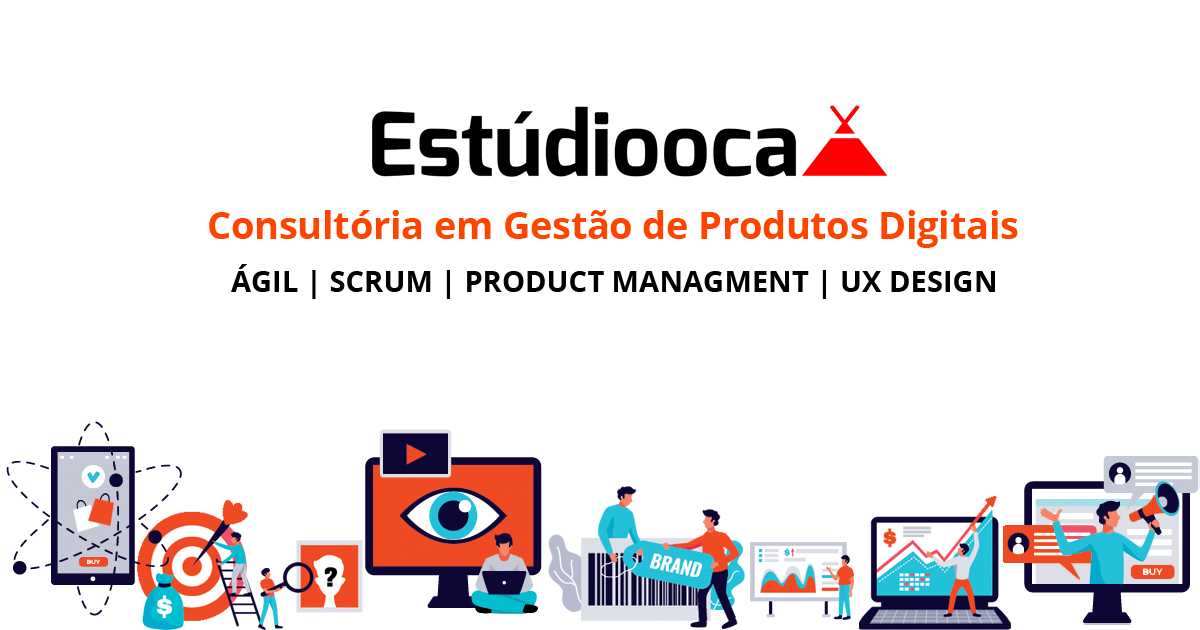 Estúdiooca
Consultória em Gestão de Produtos Digitais
ÁGIL | SCRUM | PRODUCT MANAGMENT | UX DESIGN
BUY
$
?
BRAND
$
$
BUY